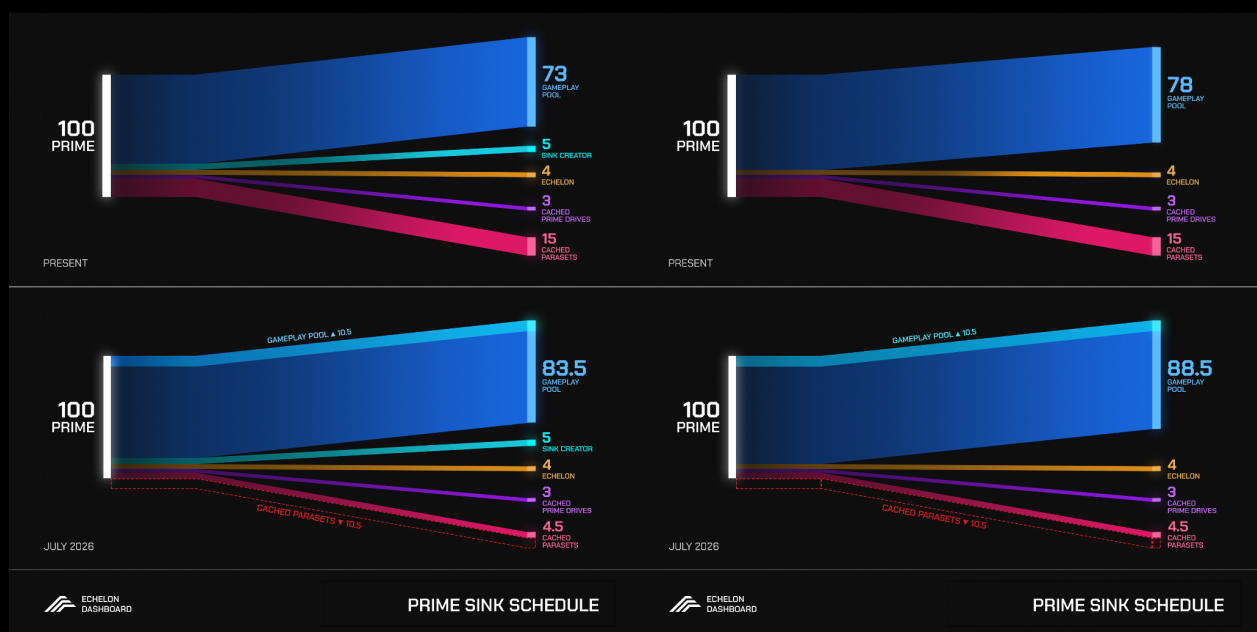 73
GAMEPLAY
POOL
5
SINK CREATOR
100
PRIME
4
ECHELON
3
CACHED
PRIME DRIVES
15
CACHED
PARASETS
PRESENT
78
GAMEPLAY
POOL
100
PRIME
4
ECHELON
3
CACHED
PRIME DRIVES
15
CACHED
PARASETS
PRESENT
GAMEPLAY POOL ▲ 10.5
83.5
GAMEPLAY
POOL
100
PRIME
5
SINK CREATOR
4
ECHELON
3
CACHED
PRIME DRIVES
CACHED PARASETS ▼ 10.5
4.5
CACHED
PARASETS
JULY 2026
GAMEPLAY POOL ▲ 10.5
88.5
GAMEPLAY
POOL
100
PRIME
4
ECHELON
3
CACHED
PRIME DRIVES
CACHED PARASETS ▼ 10.5
4.5
CACHED
PARASETS
JULY 2026
ECHELON
DASHBOARD
PRIME SINK SCHEDULE
ECHELON
DASHBOARD
PRIME SINK SCHEDULE